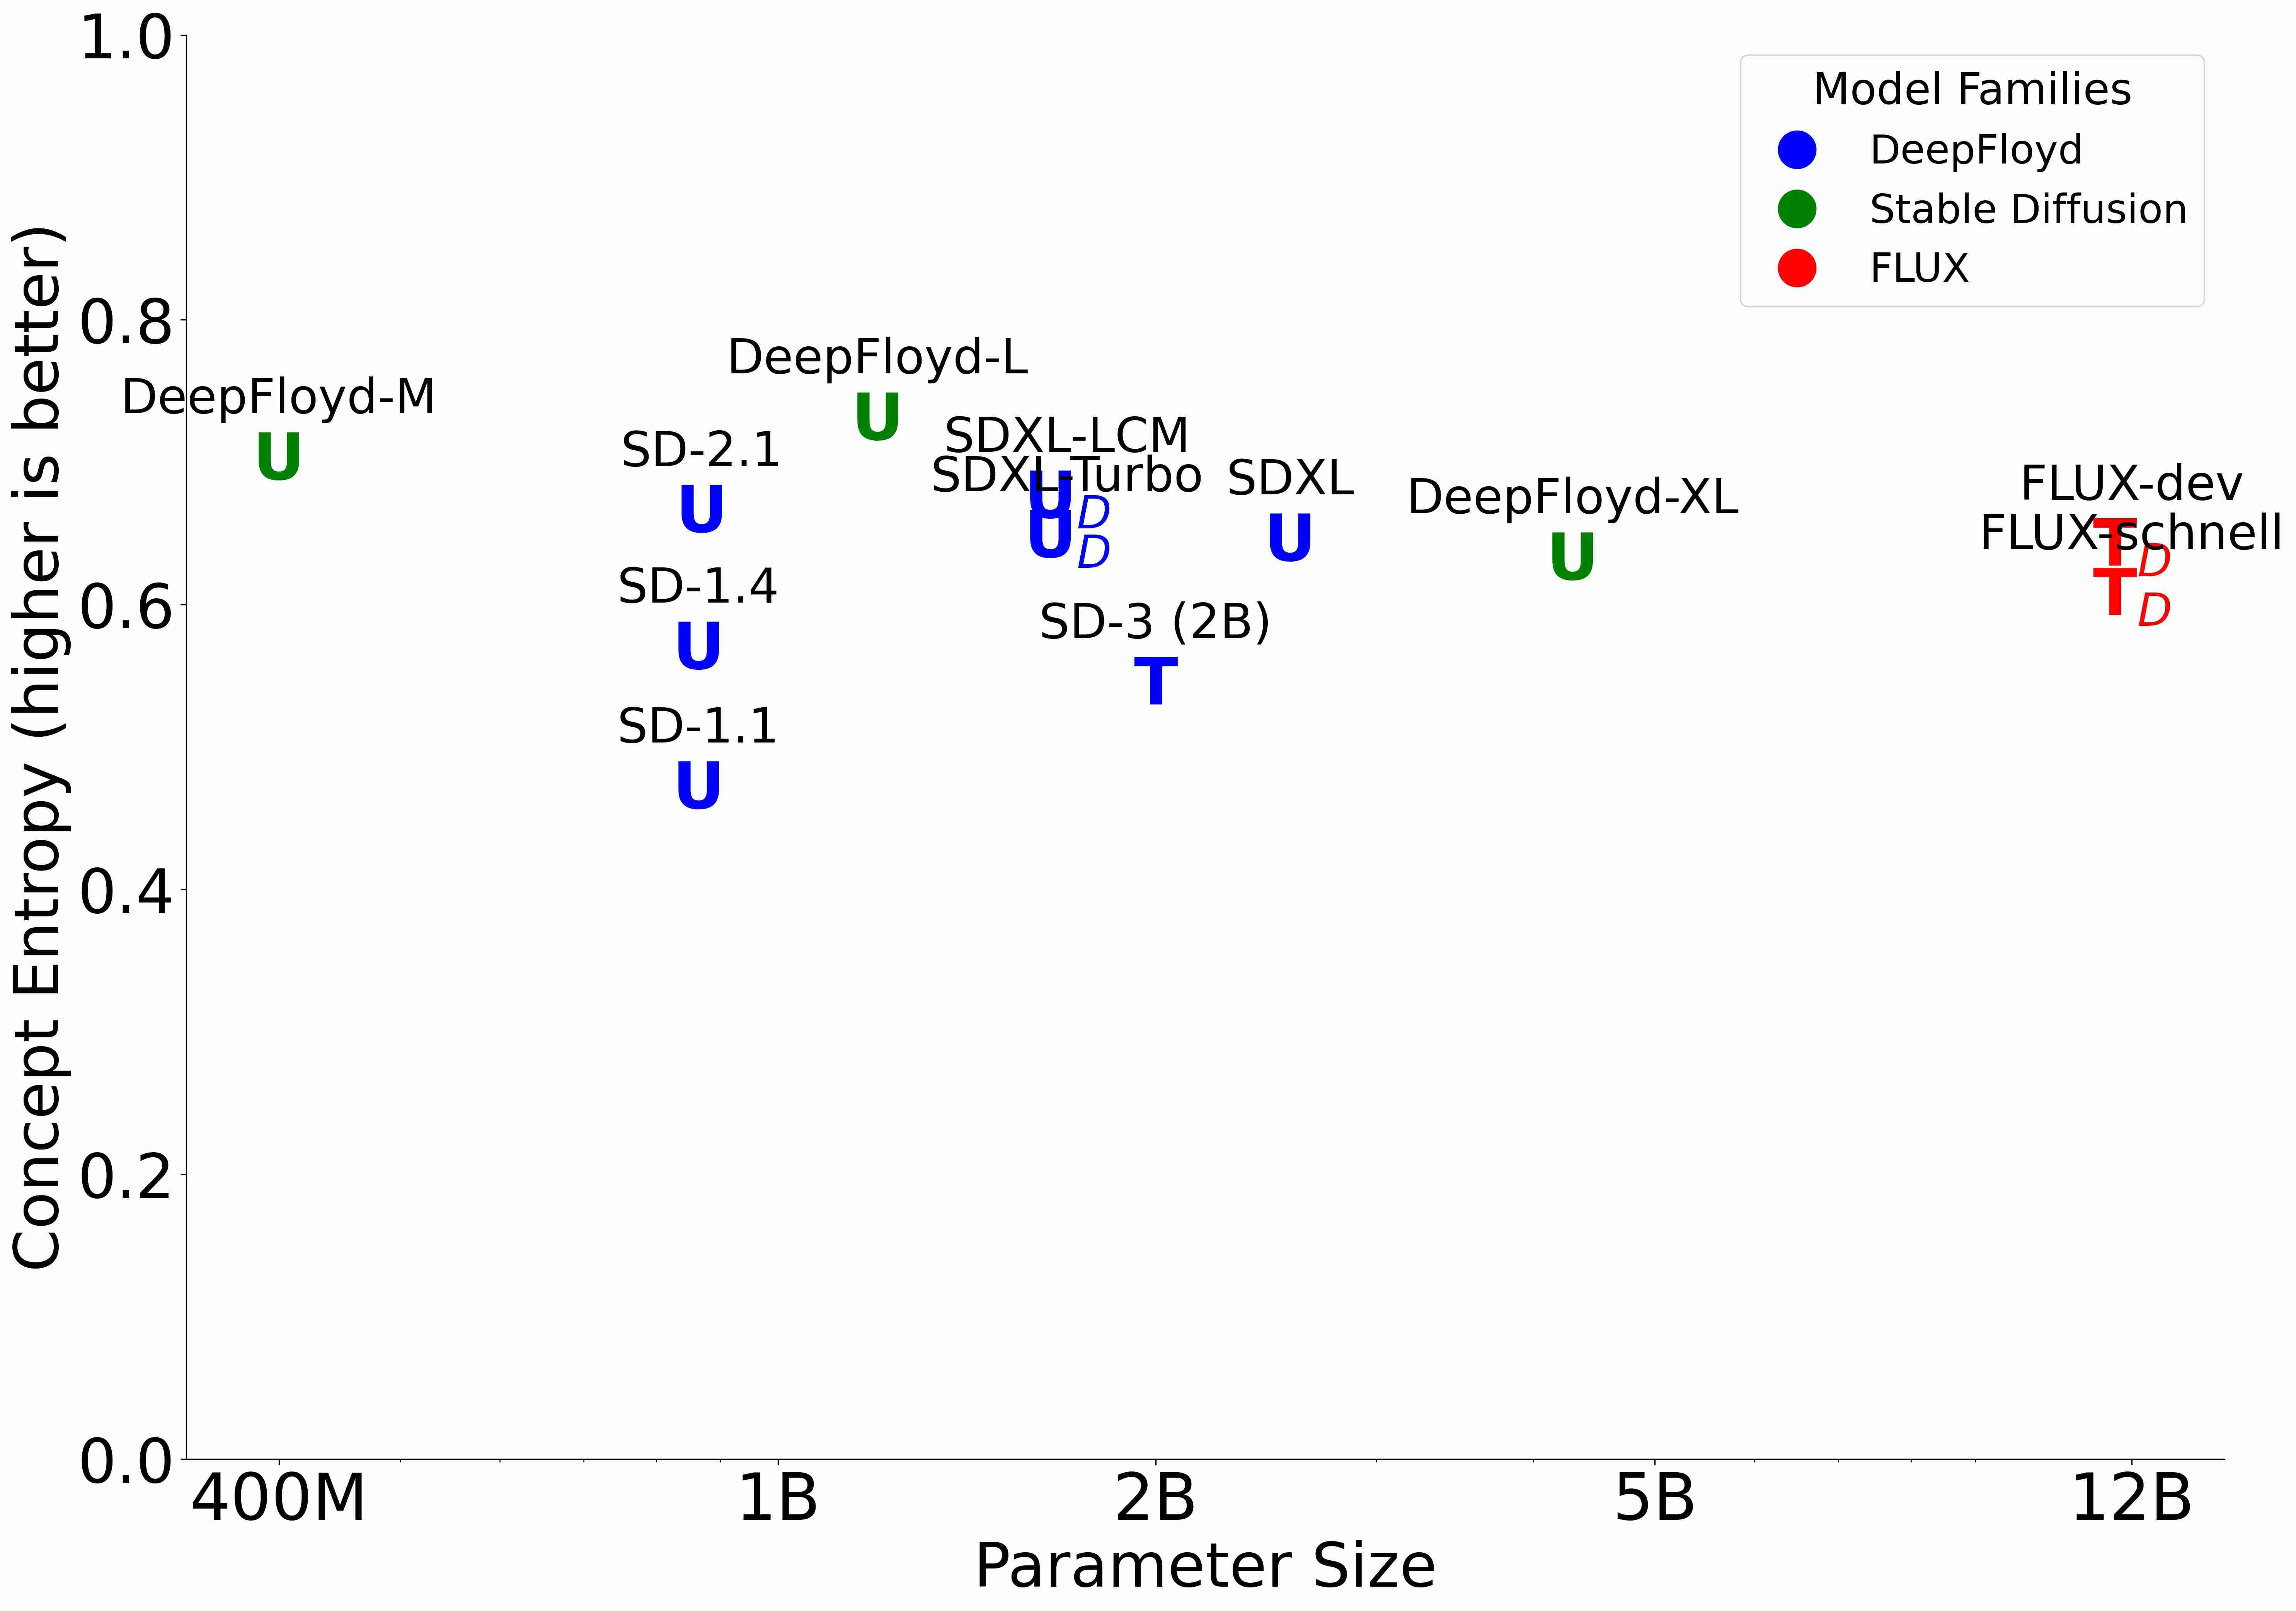 Concept Entropy (higher is better)
1.0
0.8
0.6
0.4
0.2
0.0
Model Families
DeepFloyd
Stable Diffusion
FLUX
DeepFloyd-M
U
DeepFloyd-L
U
SD-2.1
U
SD-1.4
U
SD-1.1
U
SDXL-LCM
U D
SDXL-Turbo
U D
SDXL
U
SD-3 (2B)
T
DeepFloyd-XL
U
FLUX-dev
T D
FLUX-schnell
T D
400M
1B
2B
5B
12B
Parameter Size